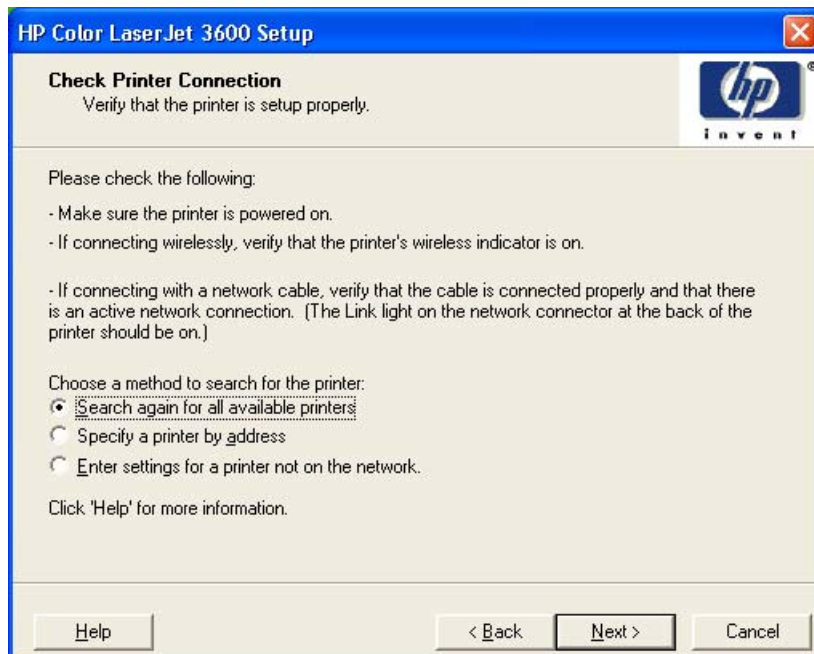 HP Color LaserJet 3600 Setup
Check Printer Connection
Verify that the printer is setup properly.
hp
®
invent
Please check the following:
- Make sure the printer is powered on.
- If connecting wirelessly, verify that the printer's wireless indicator is on.
- If connecting with a network cable, verify that the cable is connected properly and that there
is an active network connection. (The Link light on the network connector at the back of the
printer should be on.)
Choose a method to search for the printer:
Search again for all available printers
Specify a printer by address
Enter settings for a printer not on the network.
Click 'Help' for more information.
Help
< Back
Next >
Cancel